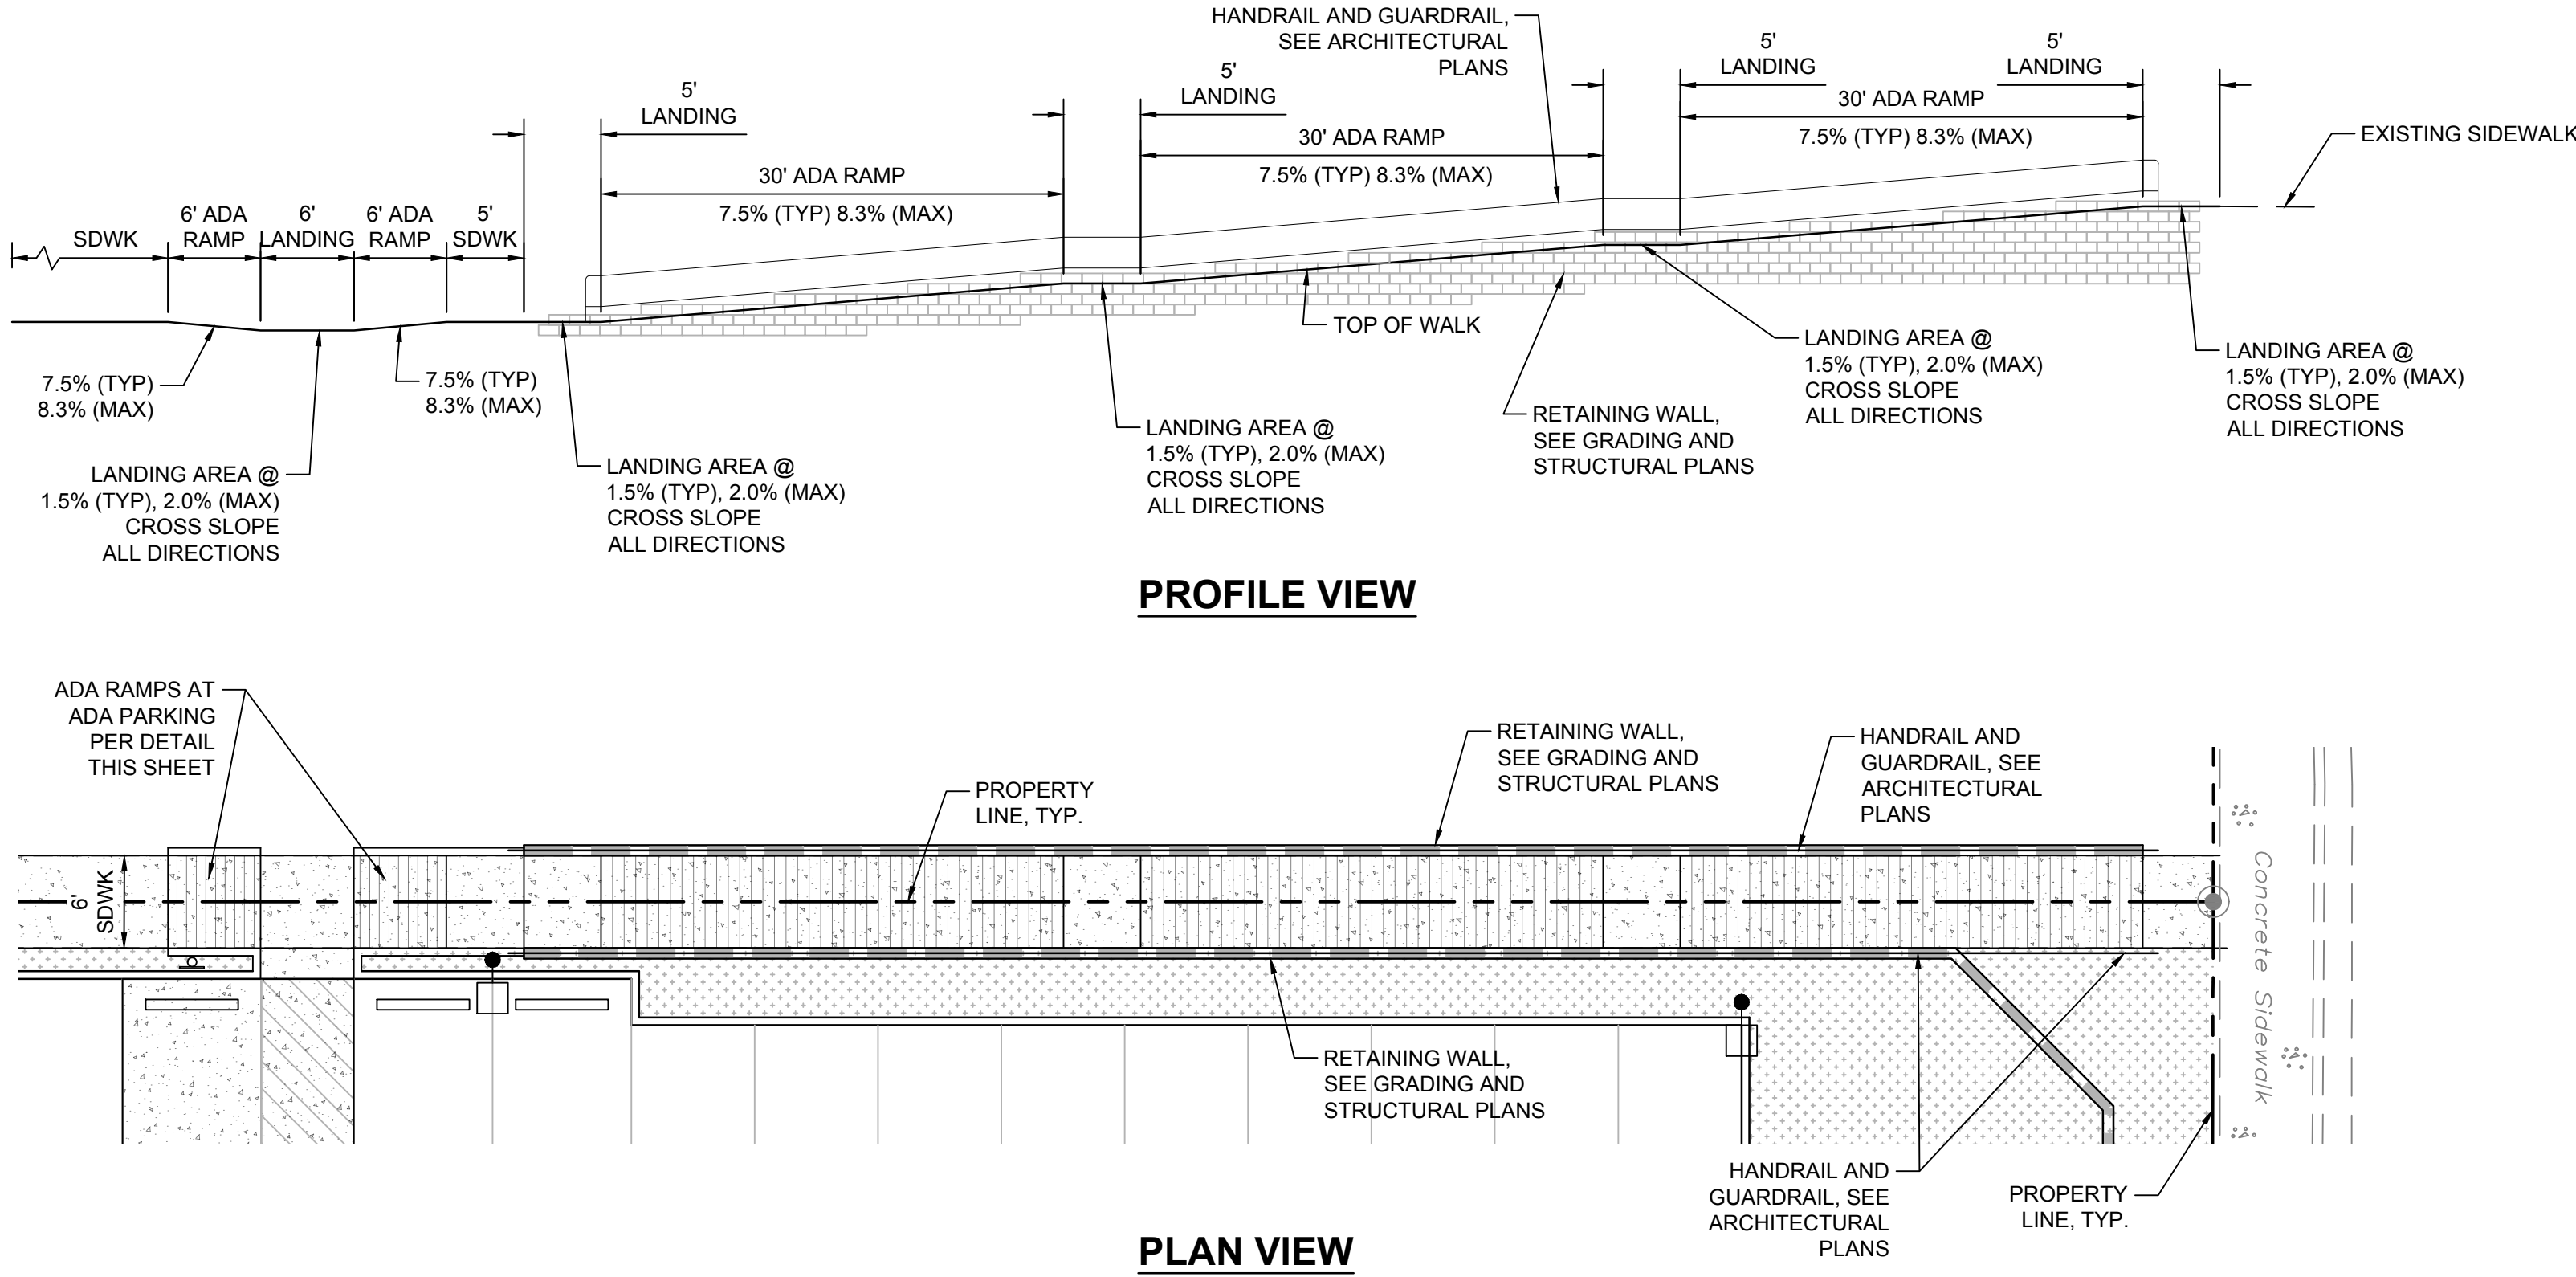 HANDRAIL AND GUARDRAIL,
SEE ARCHITECTURAL
PLANS
5'
LANDING
5'
LANDING
5'
LANDING
5'
LANDING
30' ADA RAMP
7.5% (TYP) 8.3% (MAX)
30' ADA RAMP
7.5% (TYP) 8.3% (MAX)
30' ADA RAMP
7.5% (TYP) 8.3% (MAX)
EXISTING SIDEWALK
SDWK
6' ADA
RAMP
6'
LANDING
6' ADA
RAMP
5'
SDWK
7.5% (TYP)
8.3% (MAX)
7.5% (TYP)
8.3% (MAX)
LANDING AREA @
1.5% (TYP), 2.0% (MAX)
CROSS SLOPE
ALL DIRECTIONS
LANDING AREA @
1.5% (TYP), 2.0% (MAX)
CROSS SLOPE
ALL DIRECTIONS
LANDING AREA @
1.5% (TYP), 2.0% (MAX)
CROSS SLOPE
ALL DIRECTIONS
TOP OF WALK
RETAINING WALL,
SEE GRADING AND
STRUCTURAL PLANS
LANDING AREA @
1.5% (TYP), 2.0% (MAX)
CROSS SLOPE
ALL DIRECTIONS
LANDING AREA @
1.5% (TYP), 2.0% (MAX)
CROSS SLOPE
ALL DIRECTIONS
PROFILE VIEW
ADA RAMPS AT
ADA PARKING
PER DETAIL
THIS SHEET
PROPERTY
LINE, TYP.
RETAINING WALL,
SEE GRADING AND
STRUCTURAL PLANS
HANDRAIL AND
GUARDRAIL, SEE
ARCHITECTURAL
PLANS
6'
SDWK
Concrete Sidewalk
RETAINING WALL,
SEE GRADING AND
STRUCTURAL PLANS
HANDRAIL AND
GUARDRAIL, SEE
ARCHITECTURAL
PLANS
PROPERTY
LINE, TYP.
PLAN VIEW